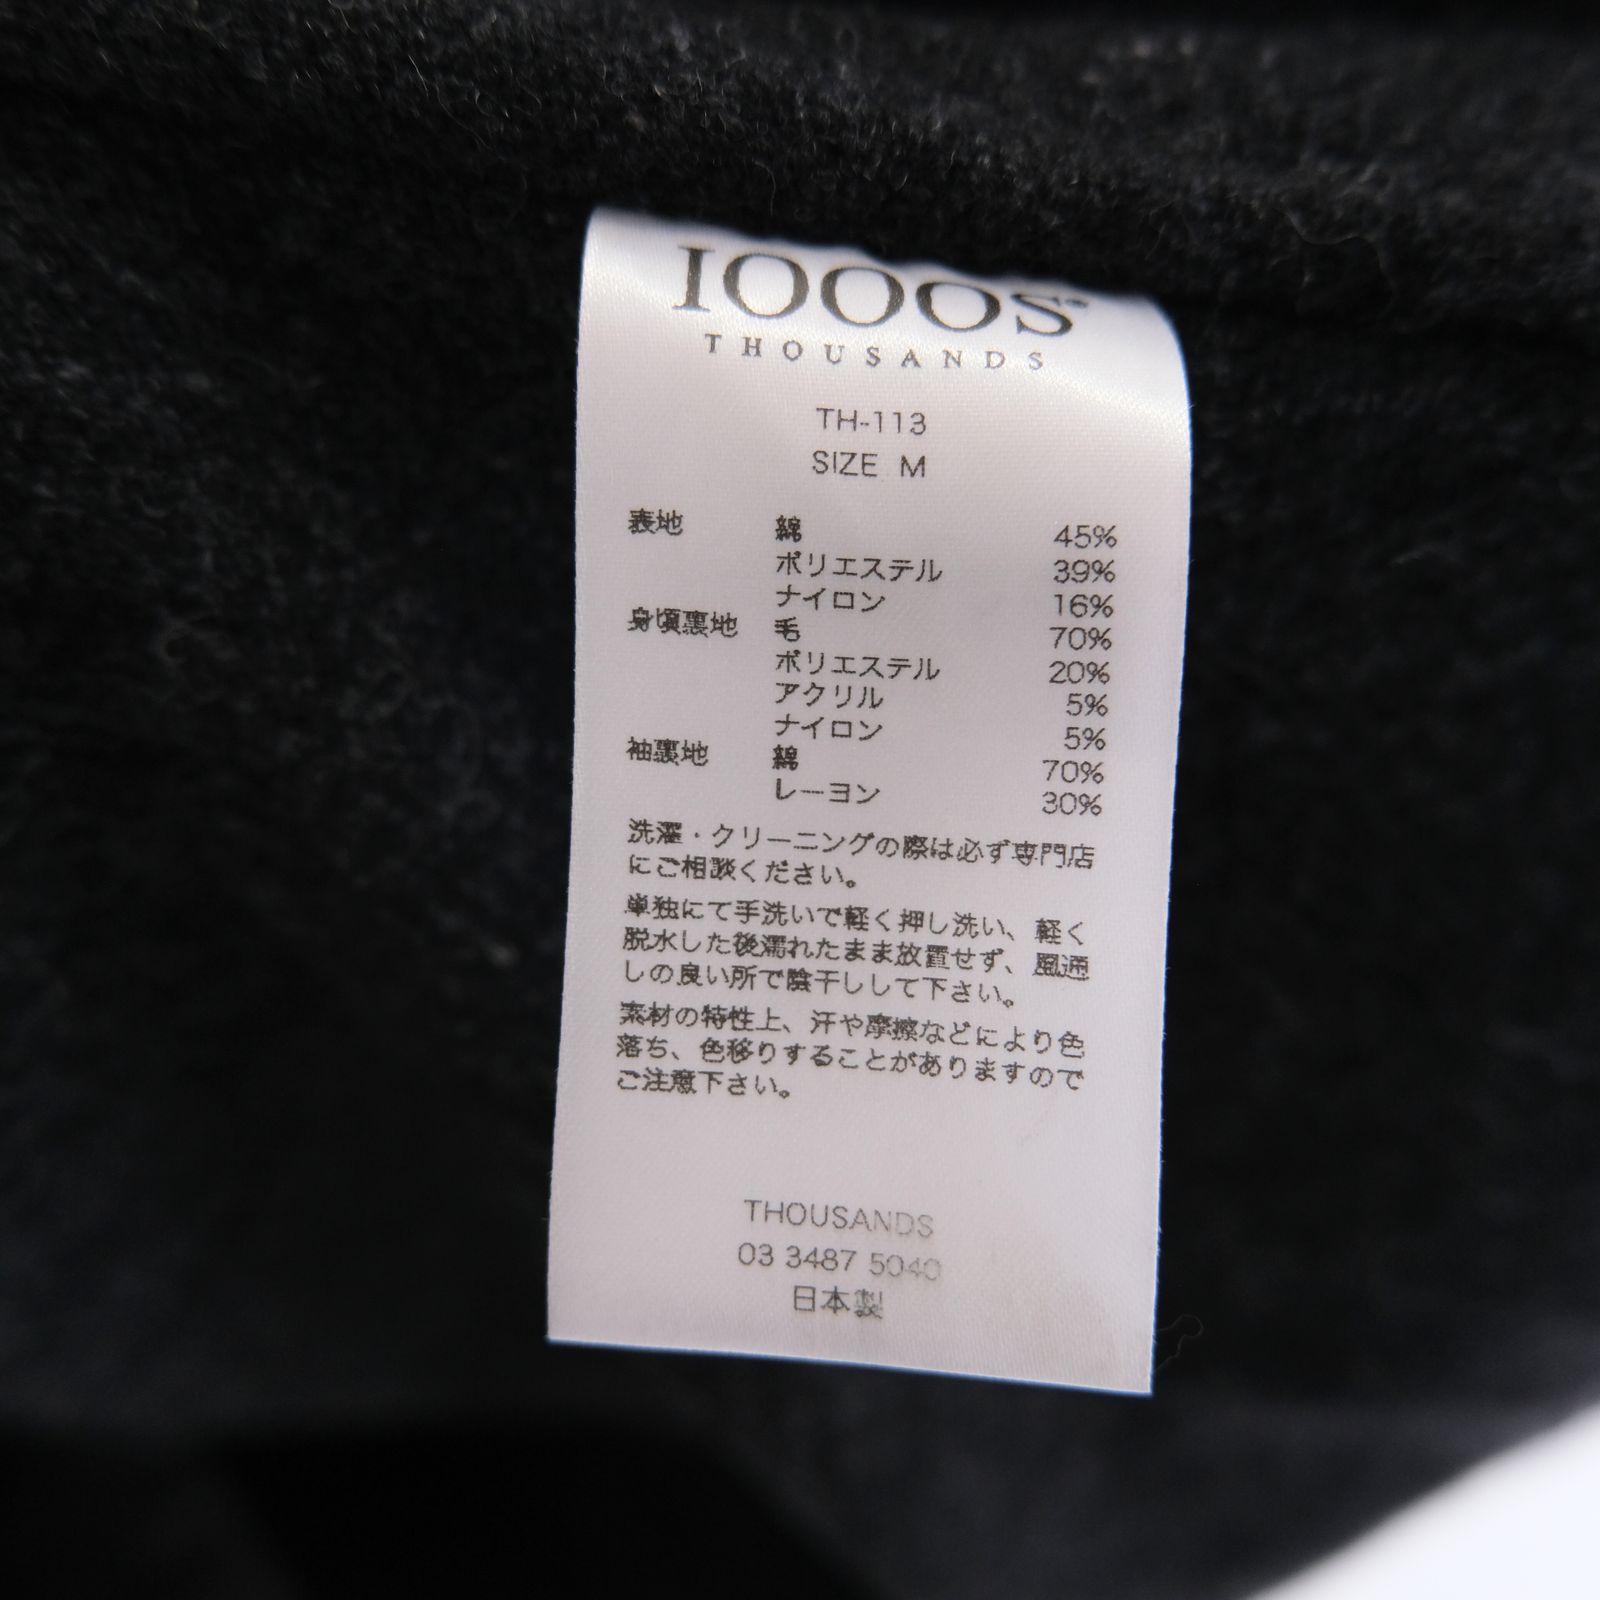 1000S®
THOUSANDS
TH-113
SIZE M
表地 綿 45%
ポリエステル 39%
ナイロン 16%
身頃裏地 毛 70%
ポリエステル 20%
アクリル 5%
ナイロン 5%
袖裏地 綿 70%
レーヨン 30%
洗濯・クリーニングの際は必ず専門店
にご相談ください。
単独にて手洗いで軽く押し洗い、軽く
脱水した後濡れたまま放置せず、風通
しの良い所で陰干しして下さい。
素材の特性上、汗や摩擦などにより色
落ち、色移りすることがありますので
ご注意下さい。
THOUSANDS
03 3487 5040
日本製